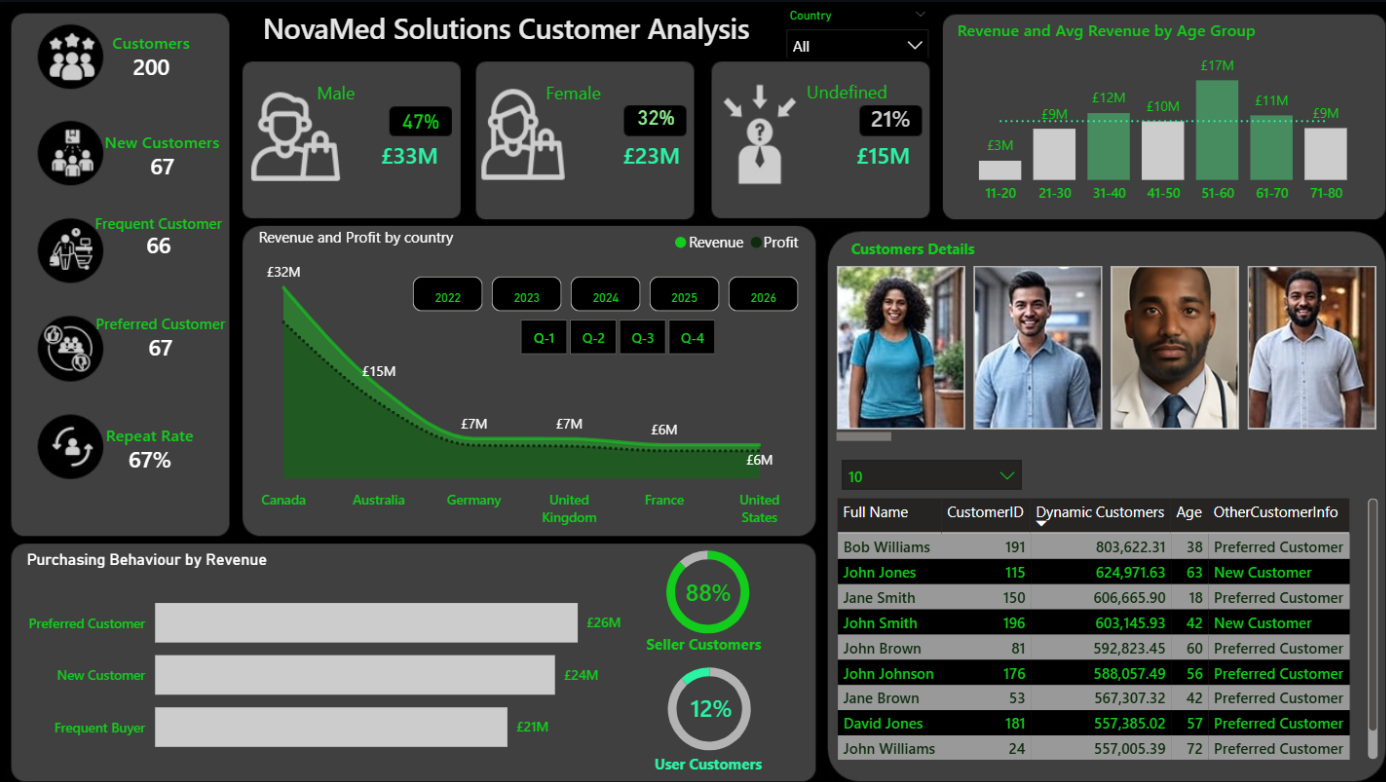 NovaMed Solutions Customer Analysis
Country
All
Customers
200
New Customers
67
Frequent Customer
66
Preferred Customer
67
Repeat Rate
67%
Male
47%
£33M
Female
32%
£23M
Undefined
21%
£15M
Revenue and Avg Revenue by Age Group
£3M
£9M
£12M
£10M
£17M
£11M
£9M
11-20 21-30 31-40 41-50 51-60 61-70 71-80
Revenue and Profit by country
Revenue Profit
2022 2023 2024 2025 2026
Q-1 Q-2 Q-3 Q-4
£32M
£15M
£7M
£7M
£6M
£6M
Canada Australia Germany United Kingdom France United States
Purchasing Behaviour by Revenue
Preferred Customer £26M
New Customer £24M
Frequent Buyer £21M
88%
Seller Customers
12%
User Customers
Customers Details
10
Full Name CustomerID Dynamic Customers Age OtherCustomerInfo
Bob Williams 191 803,622.31 38 Preferred Customer
John Jones 115 624,971.63 63 New Customer
Jane Smith 150 606,665.90 18 Preferred Customer
John Smith 196 603,145.93 42 New Customer
John Brown 81 592,823.45 60 Preferred Customer
John Johnson 176 588,057.49 56 Preferred Customer
Jane Brown 53 567,307.32 42 Preferred Customer
David Jones 181 557,385.02 57 Preferred Customer
John Williams 24 557,005.39 72 Preferred Customer